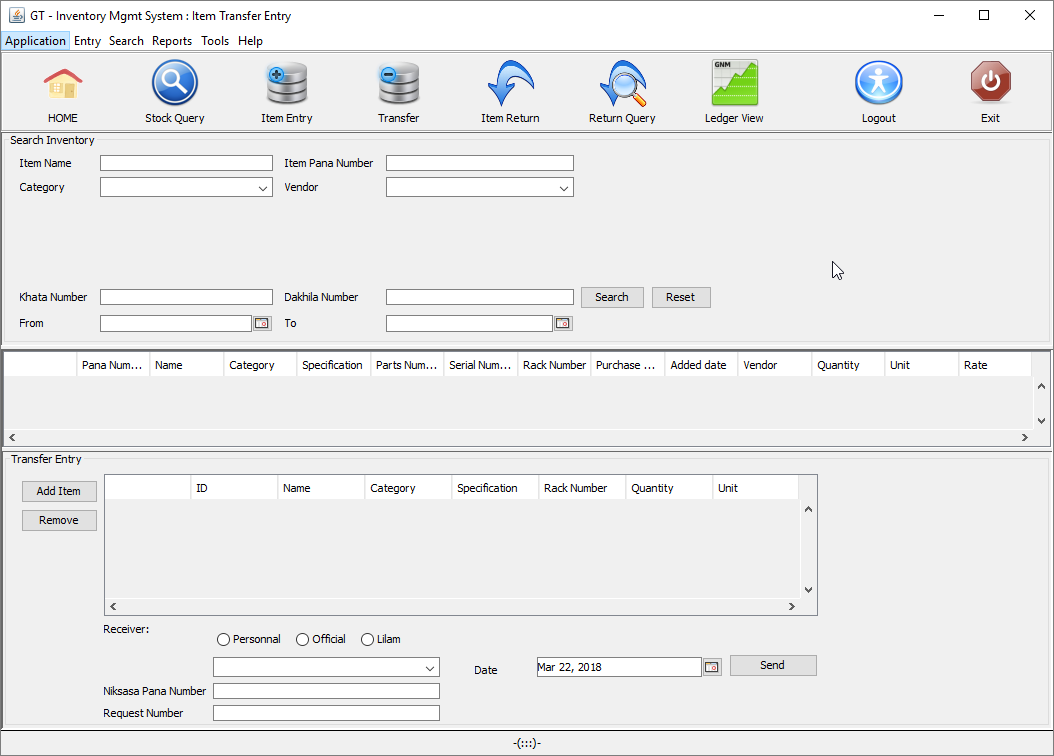 GT - Inventory Mgmt System : Item Transfer Entry
Application Entry Search Reports Tools Help
GNM
HOME Stock Query Item Entry Transfer Item Return Return Query Ledger View Logout Exit
Search Inventory
Item Name Item Pana Number
Category Vendor
Khata Number Dakhila Number Search Reset
From To
Pana Num... Name Category Specification Parts Num... Serial Num... Rack Number Purchase ... Added date Vendor Quantity Unit Rate
Transfer Entry
Add Item ID Name Category Specification Rack Number Quantity Unit
Remove
Receiver:
Personnal Official Lilam
Date Mar 22, 2018 Send
Niksasa Pana Number
Request Number
-(:::)-